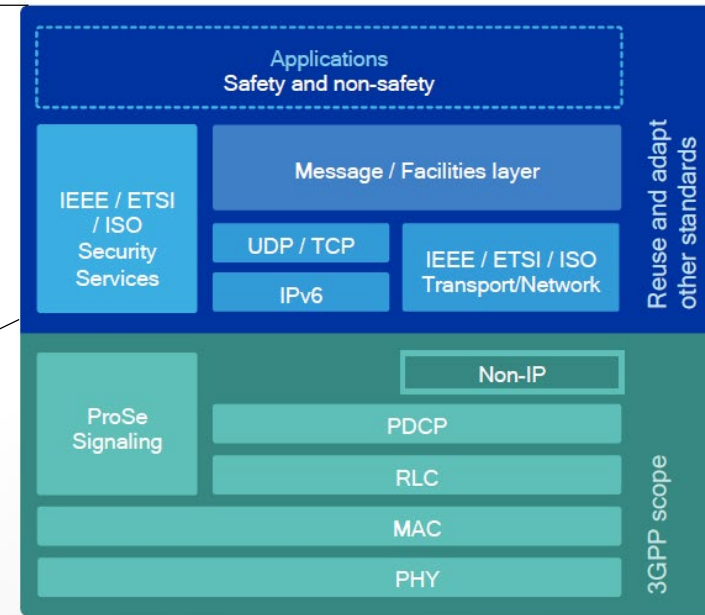 Applications
Safety and non-safety
IEEE / ETSI
/ ISO
Security
Services
Message / Facilities layer
UDP / TCP
IPv6
IEEE / ETSI / ISO
Transport/Network
Reuse and adapt
other standards
ProSe
Signaling
Non-IP
PDCP
RLC
MAC
PHY
3GPP scope